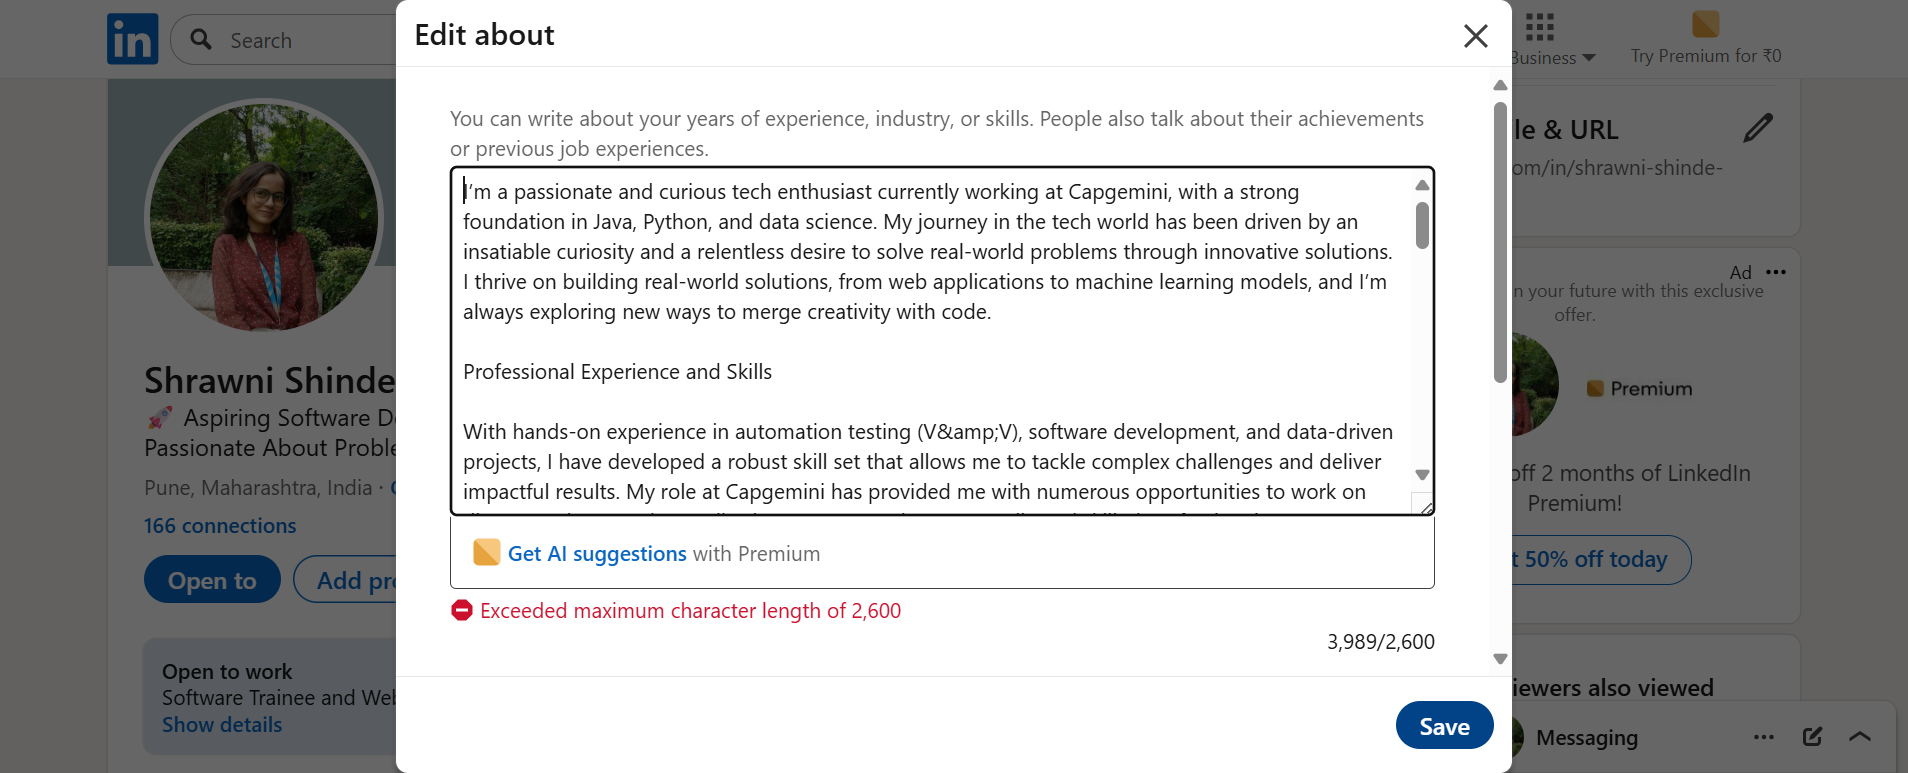 in
Search
Business
Try Premium for ₹0
Edit about
You can write about your years of experience, industry, or skills. People also talk about their achievements
or previous job experiences.
I'm a passionate and curious tech enthusiast currently working at Capgemini, with a strong
foundation in Java, Python, and data science. My journey in the tech world has been driven by an
insatiable curiosity and a relentless desire to solve real-world problems through innovative solutions.
I thrive on building real-world solutions, from web applications to machine learning models, and I'm
always exploring new ways to merge creativity with code.
Professional Experience and Skills
With hands-on experience in automation testing (V&amp;V), software development, and data-driven
projects, I have developed a robust skill set that allows me to tackle complex challenges and deliver
impactful results. My role at Capgemini has provided me with numerous opportunities to work on
Get AI suggestions with Premium
Exceeded maximum character length of 2,600
3,989/2,600
Save
Shrawni Shinde
🚀 Aspiring Software
Passionate About
Pune, Maharashtra, India ·
166 connections
Open to
Add
Open to work
Software Trainee and
Show details
& URL
/in/shrawni-shinde-
Ad
your future with this exclusive
offer.
Premium
off 2 months of LinkedIn
Premium!
50% off today
also viewed
Messaging